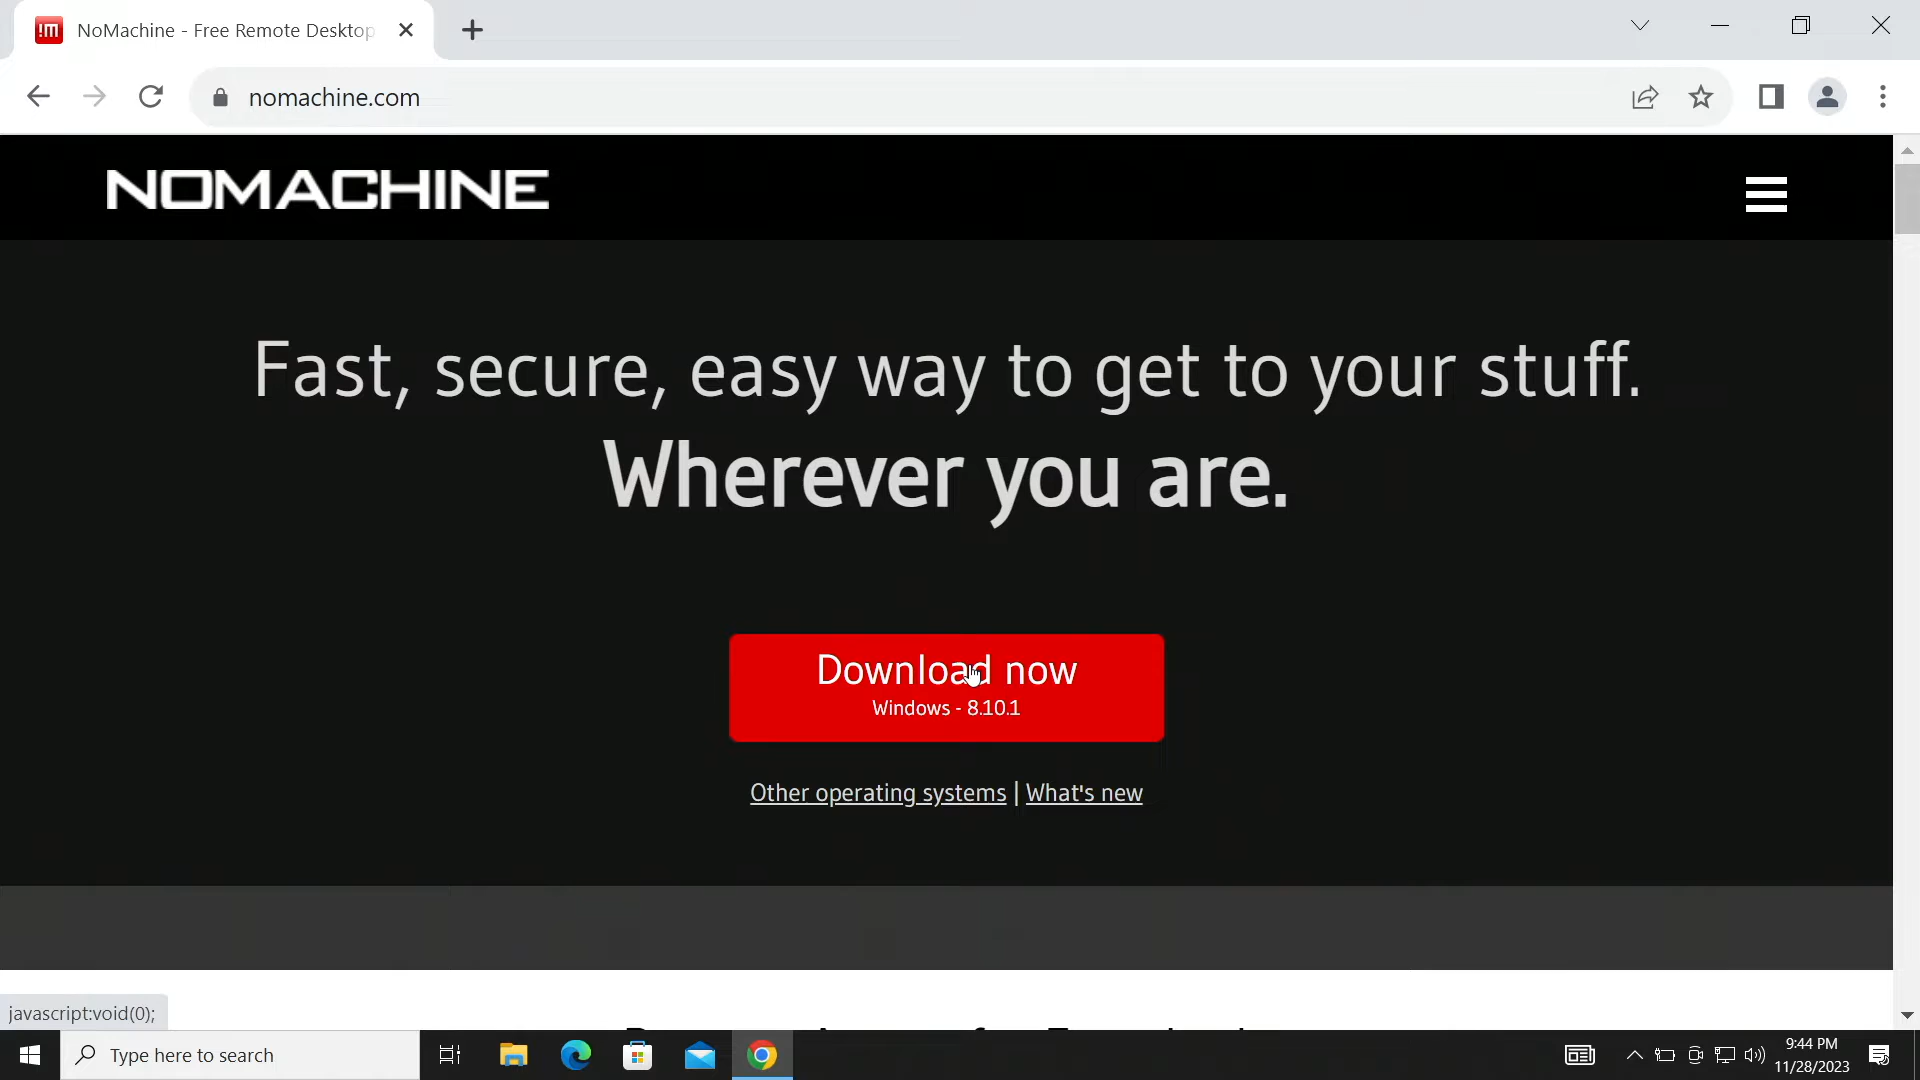 NoMachine - Free Remote Desktop
nomachine.com
NOMACHINE
Fast, secure, easy way to get to your stuff.
Wherever you are.
Download now
Windows - 8.10.1
Other operating systems | What's new
javascript:void(0);
Type here to search
9:44 PM
11/28/2023